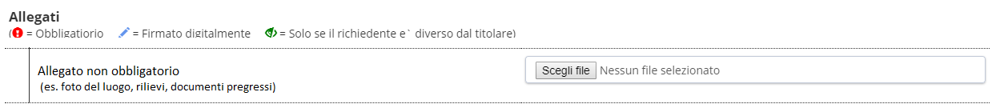 Allegati
( = Obbligatiorio = Firmato digitalmente = Solo se il richiedente e` diverso dal titolare)
Allegato non obbligatorio
(es. foto del luogo, rilievi, documenti pregressi)
Scegli file Nessun file selezionato